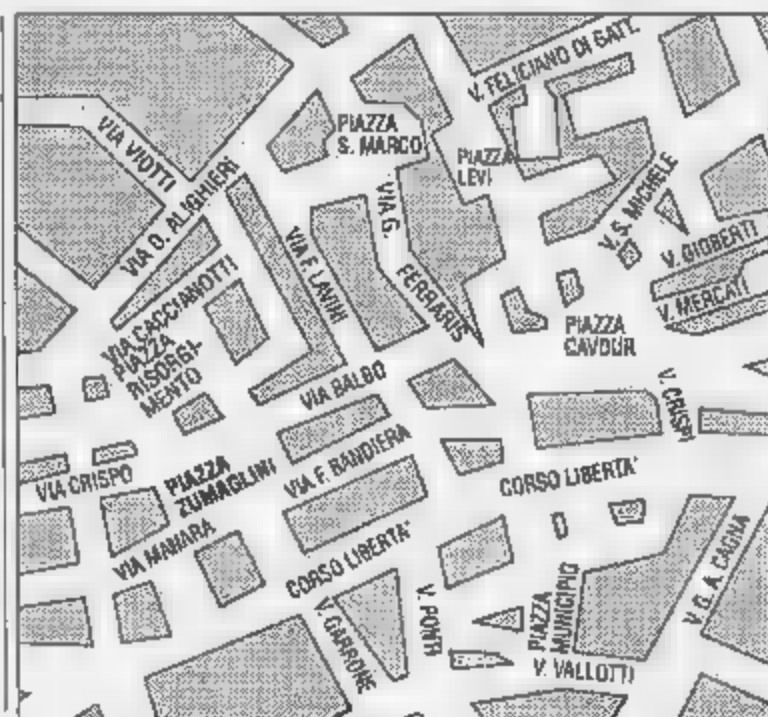 V. FELICIANO DI GATT.
VIA VIOTTI
PIAZZA
S. MARCO
PIAZZA
LEVI
VIA D. ALIGHIERI
VIA G.
FERRARIS
V. S. MICHELE
V. GIOBERTI
VIA F. LAVINI
VIA CACCIANOTTI
V. MERCATI
PIAZZA
RISORGI-
MENTO
PIAZZA
CAVOUR
VIA BALBO
V. CRISPI
VIA F. BANDIERA
PIAZZA
ZUMAGLINI
VIA CRISPO
CORSO LIBERTA'
VIA MANARA
CORSO LIBERTA'
V. G. A. CAGNA
V. GARRONE
V. PONTI
PIAZZA
MUNICIPIO
V. VALLOTTI